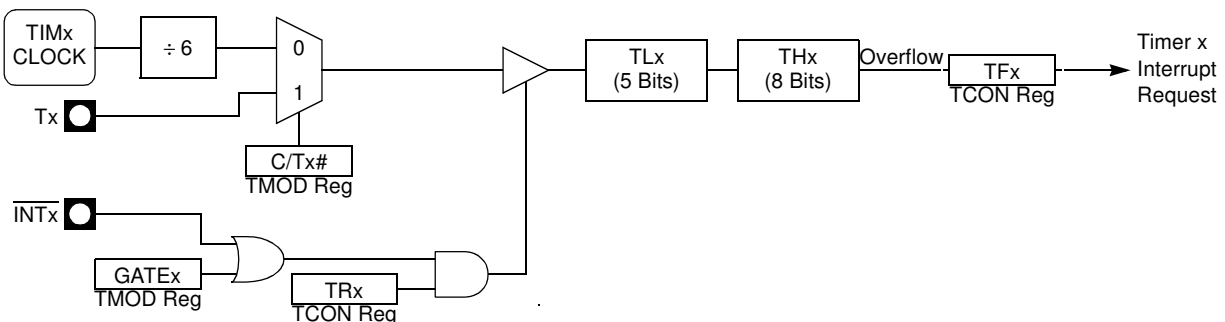 TIMx
CLOCK
÷ 6
0
1
Tx
C/Tx#
TMOD Reg
TLx
(5 Bits)
THx
(8 Bits)
Overflow
TFx
TCON Reg
Timer x
Interrupt
Request
INTx
GATEx
TMOD Reg
TRx
TCON Reg